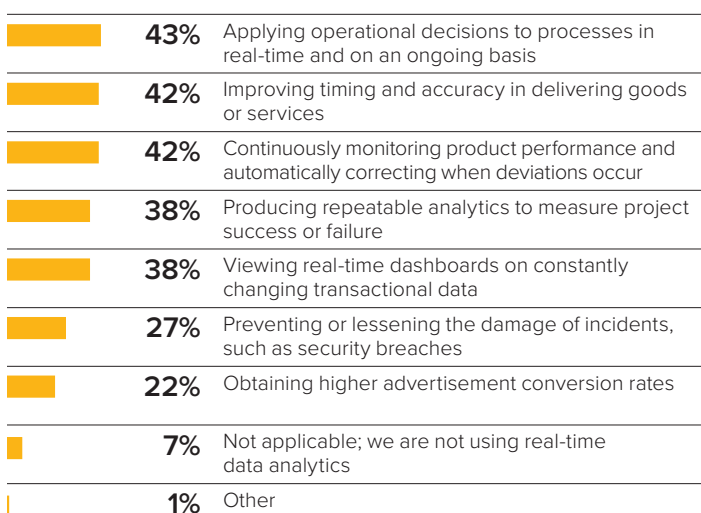 43% Applying operational decisions to processes in
real-time and on an ongoing basis
42% Improving timing and accuracy in delivering goods
or services
42% Continuously monitoring product performance and
automatically correcting when deviations occur
38% Producing repeatable analytics to measure project
success or failure
38% Viewing real-time dashboards on constantly
changing transactional data
27% Preventing or lessening the damage of incidents,
such as security breaches
22% Obtaining higher advertisement conversion rates
7% Not applicable; we are not using real-time
data analytics
1% Other